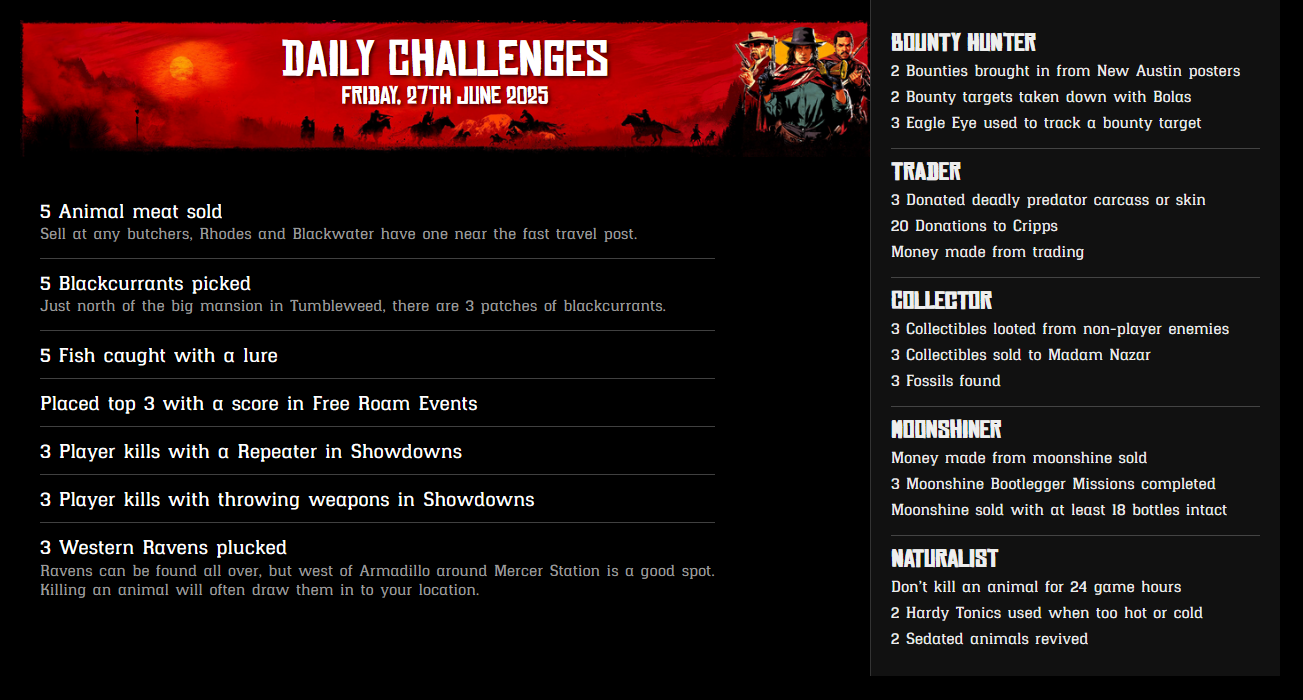 DAILY CHALLENGES
FRIDAY, 27TH JUNE 2025
5 Animal meat sold
Sell at any butchers, Rhodes and Blackwater have one near the fast travel post.
5 Blackcurrants picked
Just north of the big mansion in Tumbleweed, there are 3 patches of blackcurrants.
5 Fish caught with a lure
Placed top 3 with a score in Free Roam Events
3 Player kills with a Repeater in Showdowns
3 Player kills with throwing weapons in Showdowns
3 Western Ravens plucked
Ravens can be found all over, but west of Armadillo around Mercer Station is a good spot.
Killing an animal will often draw them in to your location.
BOUNTY HUNTER
2 Bounties brought in from New Austin posters
2 Bounty targets taken down with Bolas
3 Eagle Eye used to track a bounty target
TRADER
3 Donated deadly predator carcass or skin
20 Donations to Cripps
Money made from trading
COLLECTOR
3 Collectibles looted from non-player enemies
3 Collectibles sold to Madam Nazar
3 Fossils found
MOONSHINER
Money made from moonshine sold
3 Moonshine Bootlegger Missions completed
Moonshine sold with at least 18 bottles intact
NATURALIST
Don't kill an animal for 24 game hours
2 Hardy Tonics used when too hot or cold
2 Sedated animals revived